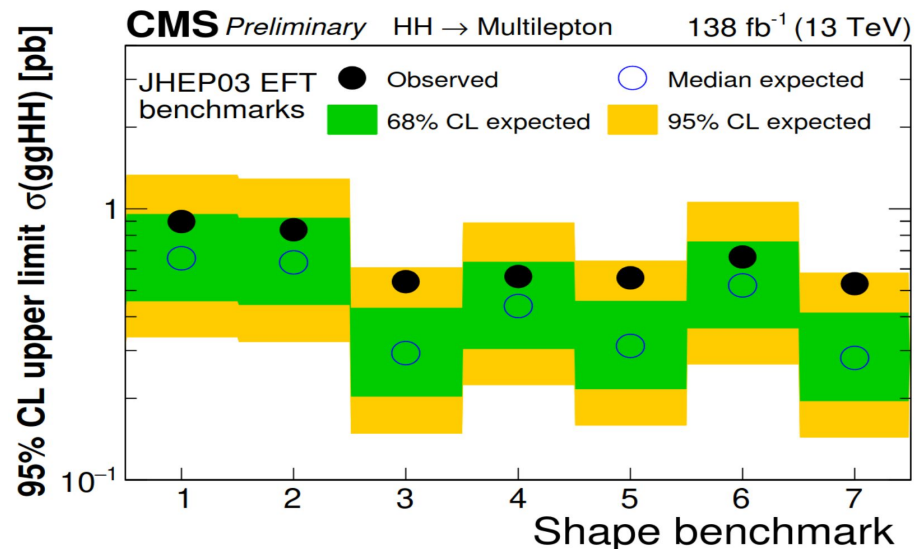 CMS Preliminary HH → Multilepton 138 fb⁻¹ (13 TeV)
95% CL upper limit σ(ggHH) [pb]
JHEP03 EFT
benchmarks
Observed
Median expected
68% CL expected
95% CL expected
1
10⁻¹
1 2 3 4 5 6 7
Shape benchmark